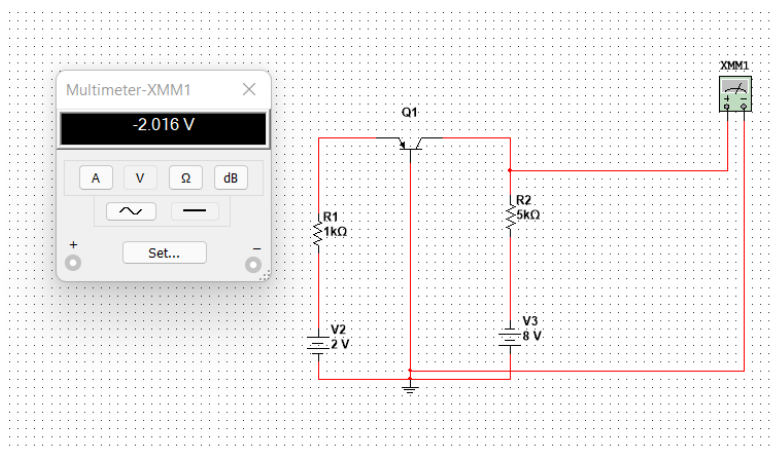 XMM1
Multimeter-XMM1
-2.016 V
A V Ω dB
+ Set... −
Q1
+ −
R1
1kΩ
R2
5kΩ
V2
2 V
V3
8 V